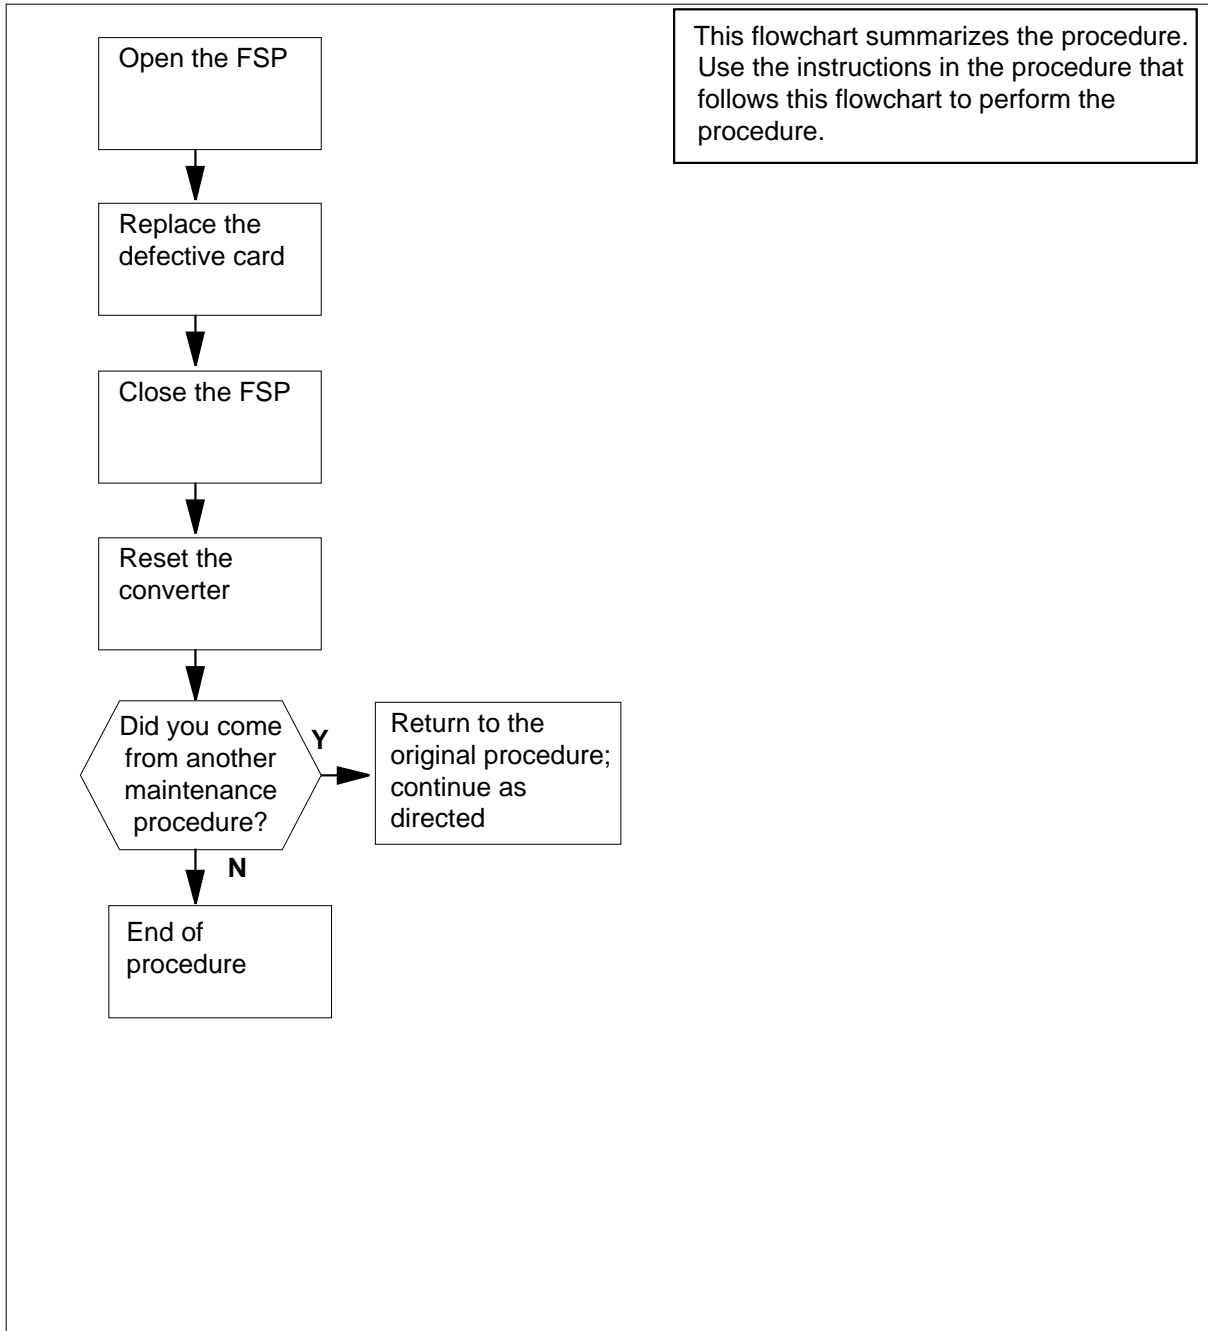 Open the FSP
This flowchart summarizes the procedure.
Use the instructions in the procedure that
follows this flowchart to perform the
procedure.
Replace the
defective card
Close the FSP
Reset the
converter
Did you come
from another
maintenance
procedure?
Y
Return to the
original procedure;
continue as
directed
N
End of
procedure